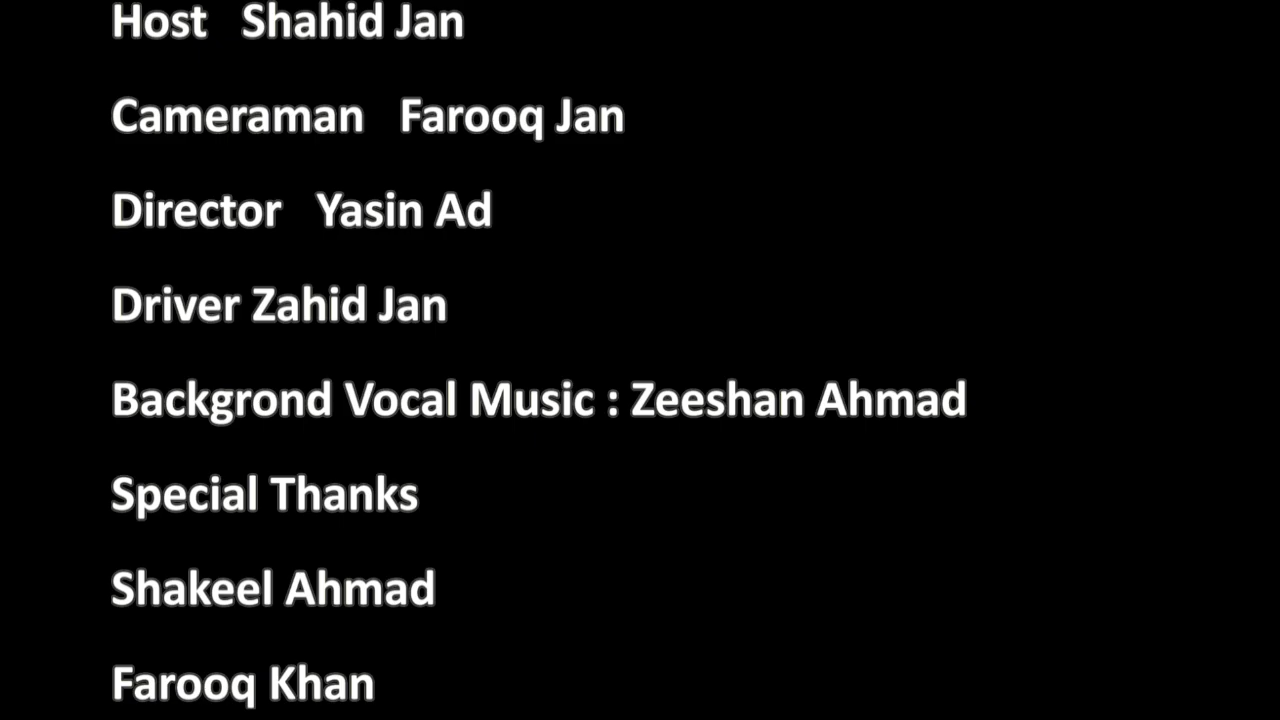 Host Shahid Jan
Cameraman Farooq Jan
Director Yasin Ad
Driver Zahid Jan
Backgrond Vocal Music : Zeeshan Ahmad
Special Thanks
Shakeel Ahmad
Farooq Khan